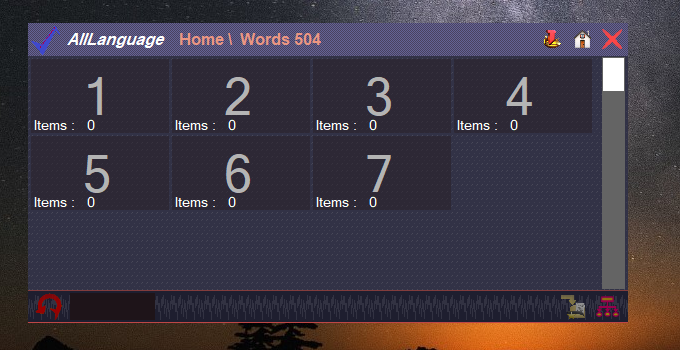 AllLanguage Home \ Words 504
1 2 3 4
Items : 0 Items : 0 Items : 0 Items : 0
5 6 7
Items : 0 Items : 0 Items : 0